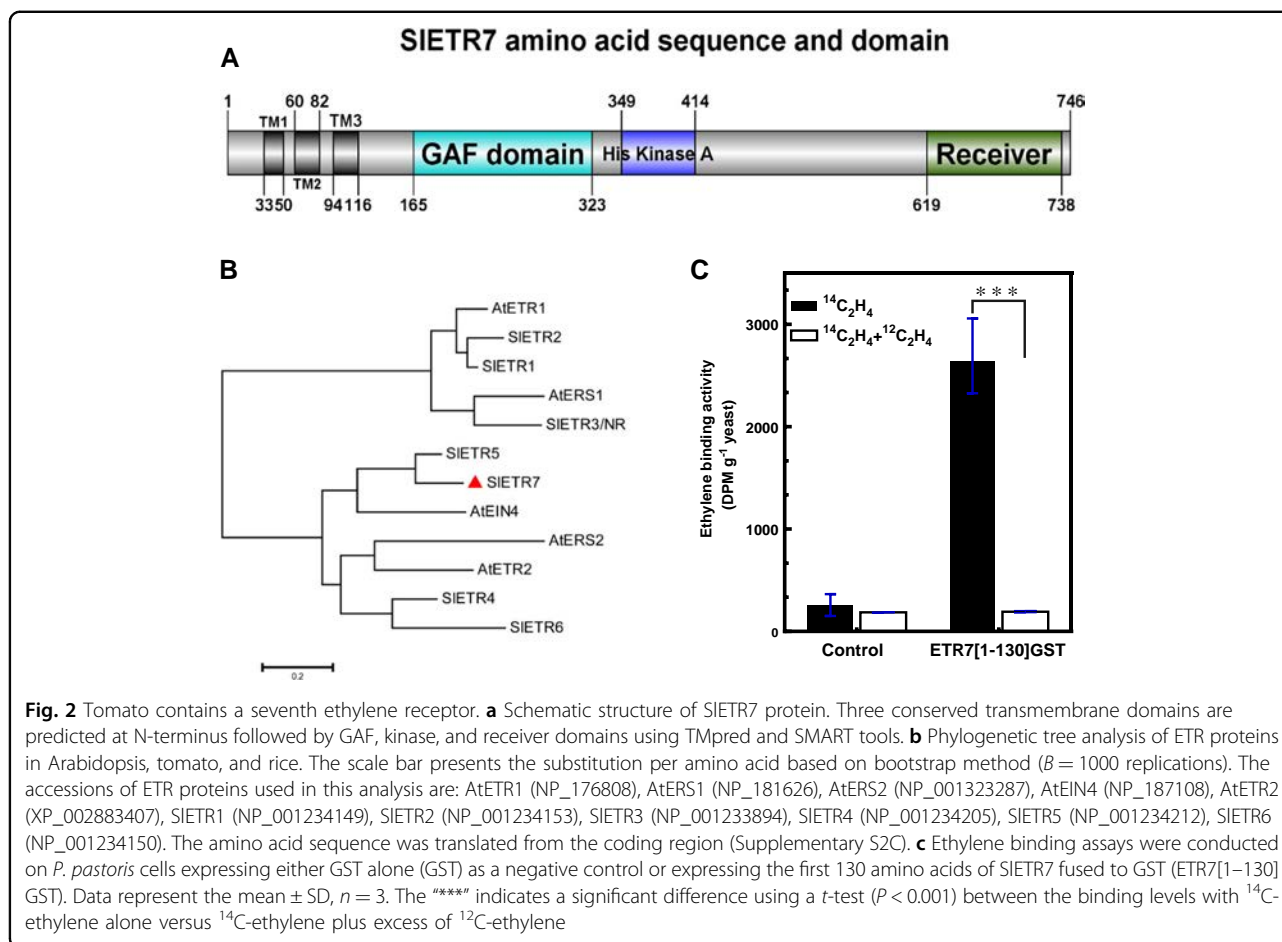 SlETR7 amino acid sequence and domain
A
1 60 82 349 414 746
TM1 TM3
GAF domain His Kinase A Receiver
TM2
33 50 94 116 165 323 619 738
B
AtETR1
SlETR2
SlETR1
AtERS1
SlETR3/NR
SlETR5
SlETR7
AtEIN4
AtERS2
AtETR2
SlETR4
SlETR6
0.2
C
¹⁴C₂H₄
¹⁴C₂H₄+¹²C₂H₄
***
Ethylene binding activity
(DPM g⁻¹ yeast)
3000
2000
1000
0
Control ETR7[1-130]GST
Fig. 2 Tomato contains a seventh ethylene receptor. a Schematic structure of SlETR7 protein. Three conserved transmembrane domains are
predicted at N-terminus followed by GAF, kinase, and receiver domains using TMpred and SMART tools. b Phylogenetic tree analysis of ETR proteins
in Arabidopsis, tomato, and rice. The scale bar presents the substitution per amino acid based on bootstrap method (B = 1000 replications). The
accessions of ETR proteins used in this analysis are: AtETR1 (NP_176808), AtERS1 (NP_181626), AtERS2 (NP_001323287), AtEIN4 (NP_187108), AtETR2
(XP_002883407), SlETR1 (NP_001234149), SlETR2 (NP_001234153), SlETR3 (NP_001233894), SlETR4 (NP_001234205), SlETR5 (NP_001234212), SlETR6
(NP_001234150). The amino acid sequence was translated from the coding region (Supplementary S2C). c Ethylene binding assays were conducted
on P. pastoris cells expressing either GST alone (GST) as a negative control or expressing the first 130 amino acids of SlETR7 fused to GST (ETR7[1–130]
GST). Data represent the mean ± SD, n = 3. The “***” indicates a significant difference using a t-test (P < 0.001) between the binding levels with ¹⁴C-
ethylene alone versus ¹⁴C-ethylene plus excess of ¹²C-ethylene